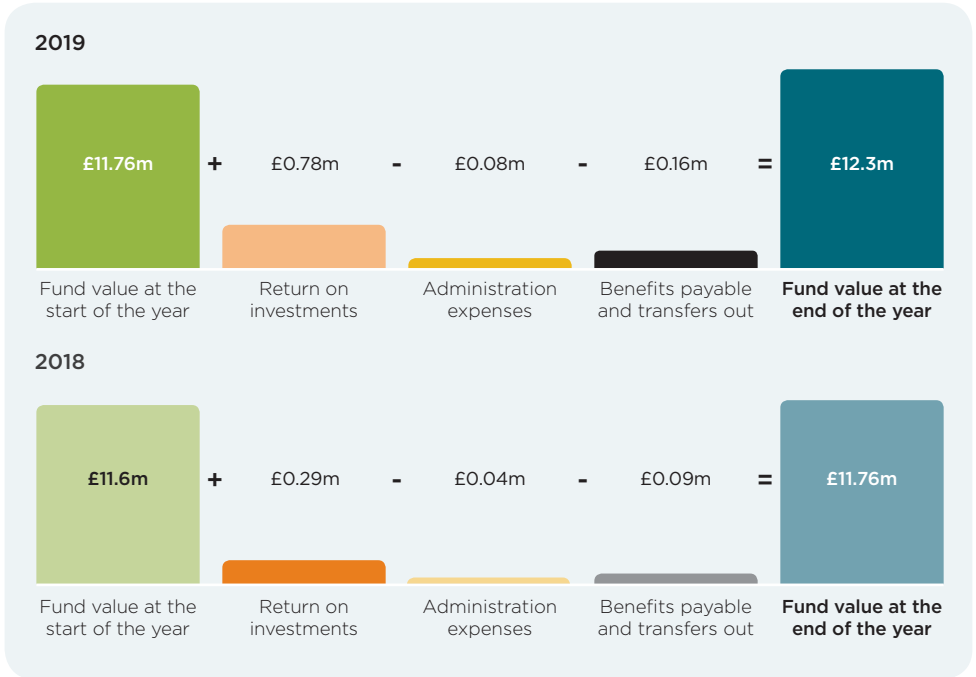 2019
£11.76m + £0.78m - £0.08m - £0.16m = £12.3m
Fund value at the start of the year
Return on investments
Administration expenses
Benefits payable and transfers out
Fund value at the end of the year
2018
£11.6m + £0.29m - £0.04m - £0.09m = £11.76m
Fund value at the start of the year
Return on investments
Administration expenses
Benefits payable and transfers out
Fund value at the end of the year